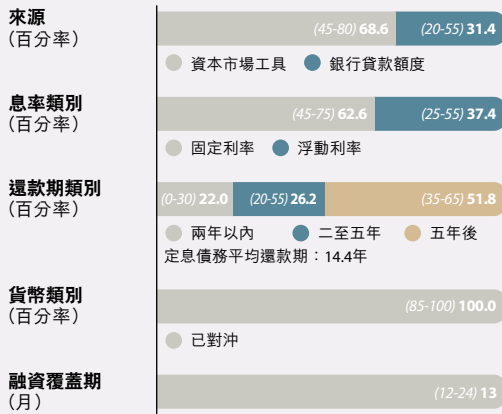 來源
(百分率)
(45-80) 68.6 (20-55) 31.4
資本市場工具 銀行貸款額度
息率類別
(百分率)
(45-75) 62.6 (25-55) 37.4
固定利率 浮動利率
還款期類別
(百分率)
(0-30) 22.0 (20-55) 26.2 (35-65) 51.8
兩年以內 二至五年 五年後
定息債務平均還款期：14.4年
貨幣類別
(百分率)
(85-100) 100.0
已對沖
融資覆蓋期
(月)
(12-24) 13